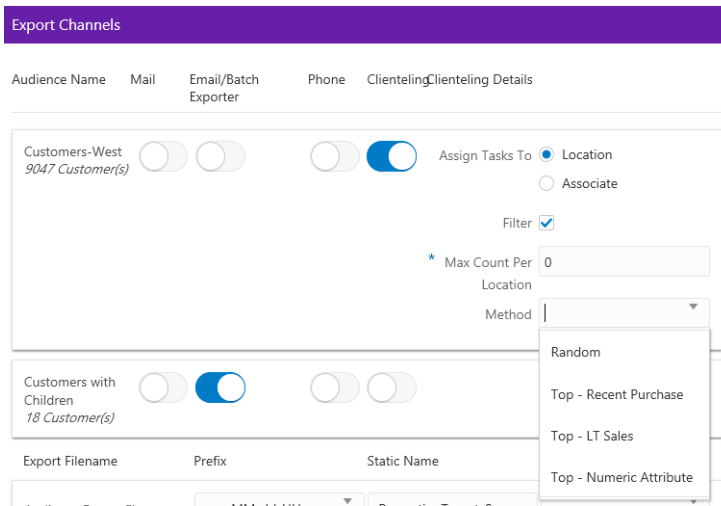 Export Channels
Audience Name Mail Email/Batch Exporter Phone Clienteling Clienteling Details
Customers-West
9047 Customer(s)
Assign Tasks To Location
Associate
Filter
* Max Count Per Location 0
Method
Random
Top - Recent Purchase
Top - LT Sales
Top - Numeric Attribute
Customers with
Children
18 Customer(s)
Export Filename Prefix Static Name